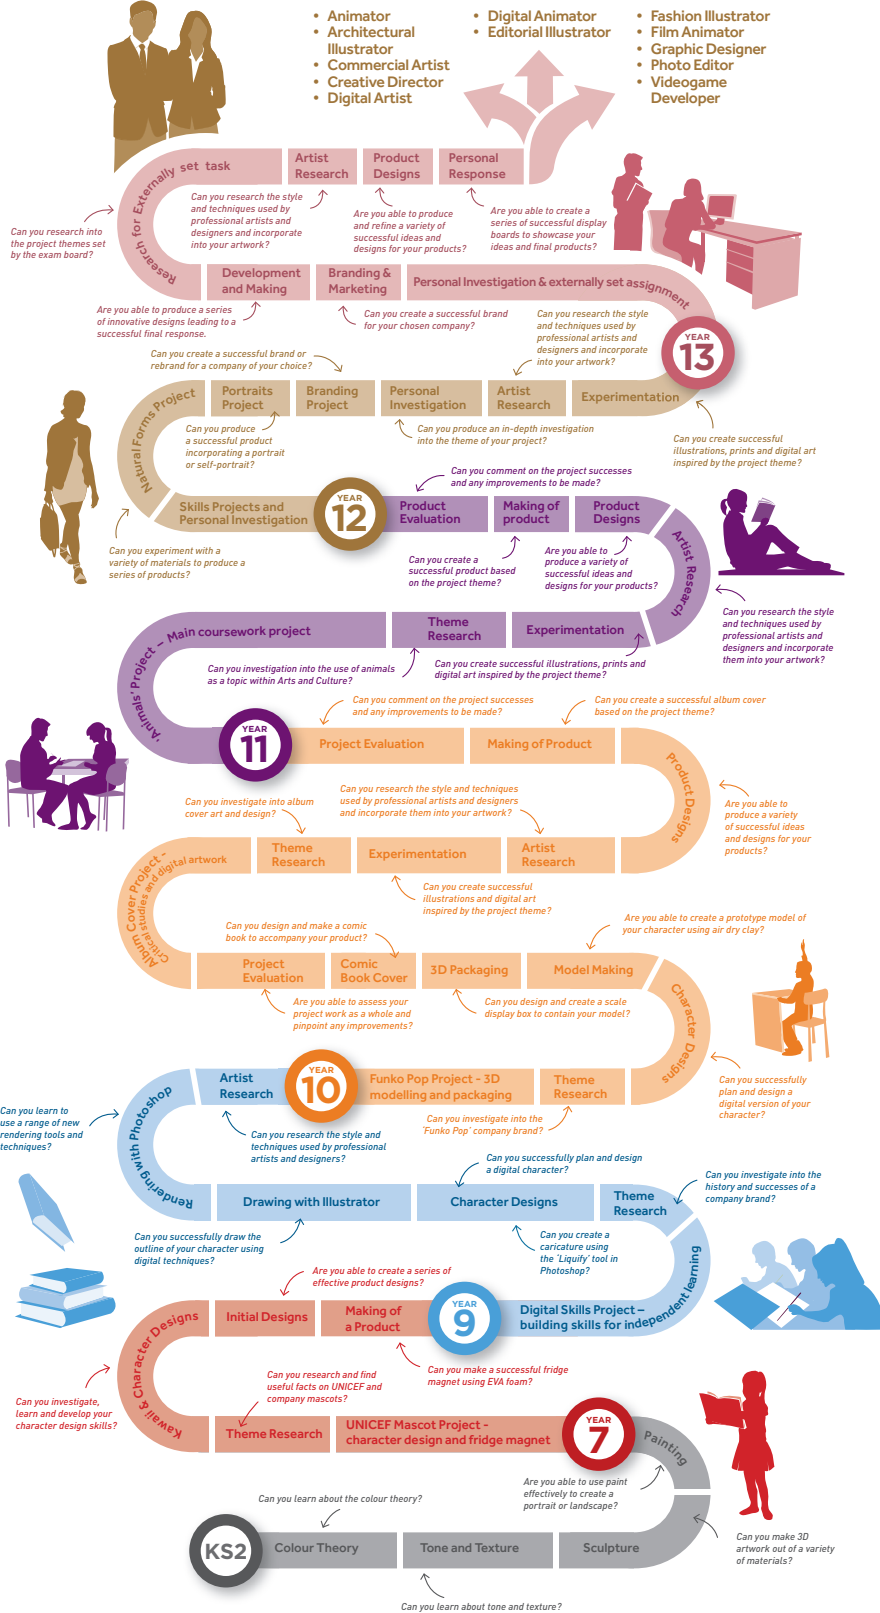 • Animator
• Architectural
Illustrator
• Commercial Artist
• Creative Director
• Digital Artist
• Digital Animator
• Editorial Illustrator
• Fashion Illustrator
• Film Animator
• Graphic Designer
• Photo Editor
• Videogame
Developer
Research for Externally set task
Artist
Research
Product
Designs
Personal
Response
Can you research into
the project themes set
by the exam board?
Can you research the style
and techniques used by
professional artists and
designers and incorporate
into your artwork?
Are you able to produce
and refine a variety of
successful ideas and
designs for your products?
Are you able to create a
series of successful display
boards to showcase your
ideas and final products?
Development
and Making
Branding &
Marketing
Personal Investigation & externally set assignment
Are you able to produce a series
of innovative designs leading to a
successful final response.
Can you create a successful brand
for your chosen company?
Can you research the style
and techniques used by
professional artists and
designers and incorporate
into your artwork?
YEAR
13
Can you create a successful brand or
rebrand for a company of your choice?
Natural Forms Project
Portraits
Project
Branding
Project
Personal
Investigation
Artist
Research
Experimentation
Can you produce
a successful product
incorporating a portrait
or self-portrait?
Can you produce an in-depth investigation
into the theme of your project?
Can you create successful
illustrations, prints and digital art
inspired by the project theme?
Can you comment on the project successes
and any improvements to be made?
Skills Projects and
Personal Investigation
YEAR
12
Product
Evaluation
Making of
product
Product
Designs
Artist Research
Can you experiment with a
variety of materials to produce a
series of products?
Can you create a
successful product based
on the project theme?
Are you able to
produce a variety of
successful ideas and
designs for your products?
Can you research the style
and techniques used by
professional artists and
designers and incorporate
them into your artwork?
'Animals' Project – Main coursework project
Theme
Research
Experimentation
Can you investigation into the use of animals
as a topic within Arts and Culture?
Can you create successful illustrations, prints and
digital art inspired by the project theme?
Can you comment on the project successes
and any improvements to be made?
Can you create a successful album cover
based on the project theme?
YEAR
11
Project Evaluation
Making of Product
Product Designs
Can you investigate into album
cover art and design?
Can you research the style and techniques
used by professional artists and designers
and incorporate them into your artwork?
Are you able to
produce a variety
of successful ideas
and designs for your
products?
Album Cover Project -
Critical studies and digital artwork
Theme
Research
Experimentation
Artist
Research
Can you create successful
illustrations and digital art
inspired by the project theme?
Can you design and make a comic
book to accompany your product?
Are you able to create a prototype model of
your character using air dry clay?
Project
Evaluation
Comic
Book Cover
3D Packaging
Model Making
Character Designs
Are you able to assess your
project work as a whole and
pinpoint any improvements?
Can you design and create a scale
display box to contain your model?
Rendering with Photoshop
Artist
Research
YEAR
10
Funko Pop Project - 3D
modelling and packaging
Theme
Research
Can you successfully
plan and design a
digital version of your
character?
Can you learn to
use a range of new
rendering tools and
techniques?
Can you research the style and
techniques used by professional
artists and designers?
Can you investigate into the
'Funko Pop' company brand?
Can you successfully plan and design
a digital character?
Can you investigate into the
history and successes of a
company brand?
Drawing with Illustrator
Character Designs
Theme
Research
Can you successfully draw the
outline of your character using
digital techniques?
Can you create a
caricature using
the 'Liquify' tool in
Photoshop?
Are you able to create a series of
effective product designs?
Kawaii & Character Designs
Initial Designs
Making of
a Product
YEAR
9
Digital Skills Project –
building skills for independent learning
Can you investigate,
learn and develop your
character design skills?
Can you research and find
useful facts on UNICEF and
company mascots?
Can you make a successful fridge
magnet using EVA foam?
Theme Research
UNICEF Mascot Project -
character design and fridge magnet
YEAR
7
Painting
Are you able to use paint
effectively to create a
portrait or landscape?
Can you learn about the colour theory?
Can you make 3D
artwork out of a variety
of materials?
KS2
Colour Theory
Tone and Texture
Sculpture
Can you learn about tone and texture?